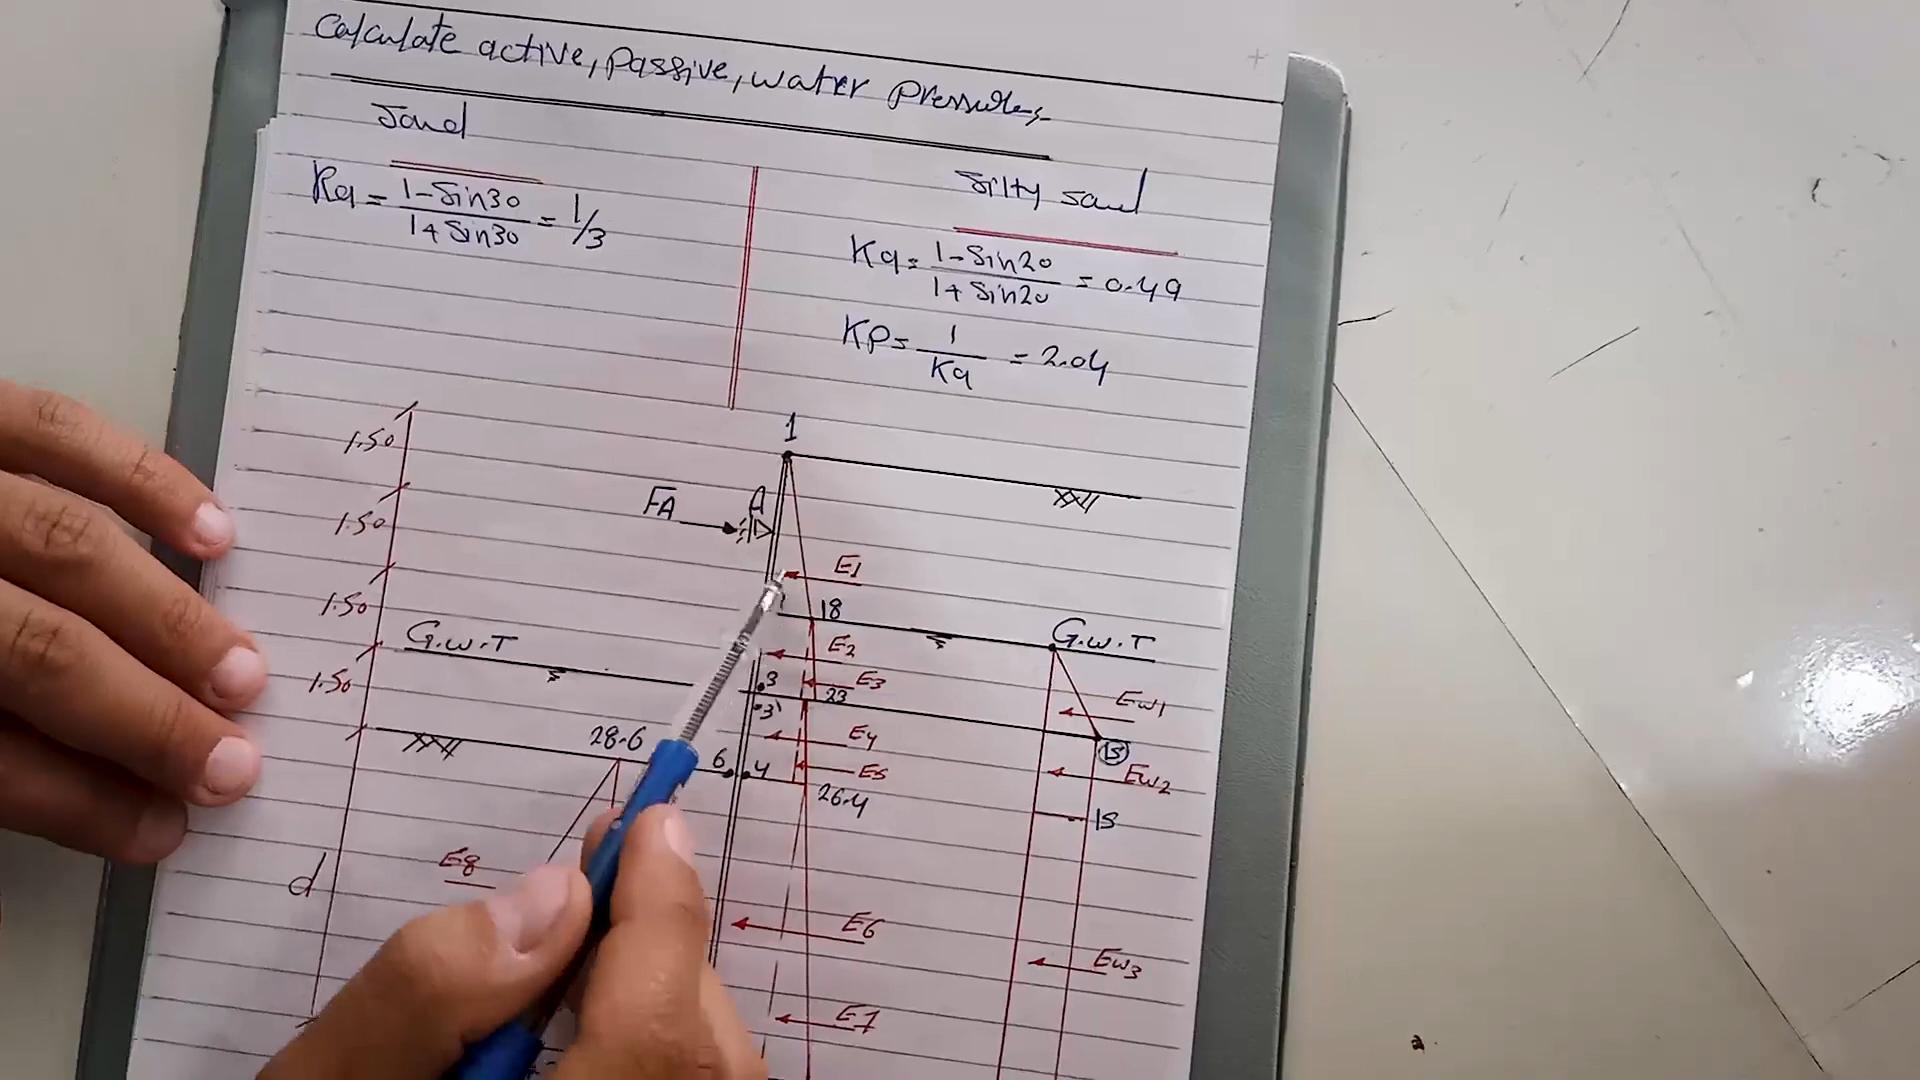 Calculate active, passive, water pressures
Sand
Silty sand
Ka = 1-Sin30 / 1+Sin30 = 1/3
Ka = 1-Sin20 / 1+Sin20 = 0.49
KP = 1 / Ka = 2.04
1
1.50
FA
A
1.50
E1
18
1.50
G.W.T
E2
G.W.T
1.50
3
E3
23
Ew1
3'
E4
15
28.6
6
4
E5
Ew2
26.4
15
E8
d
E6
Ew3
E7